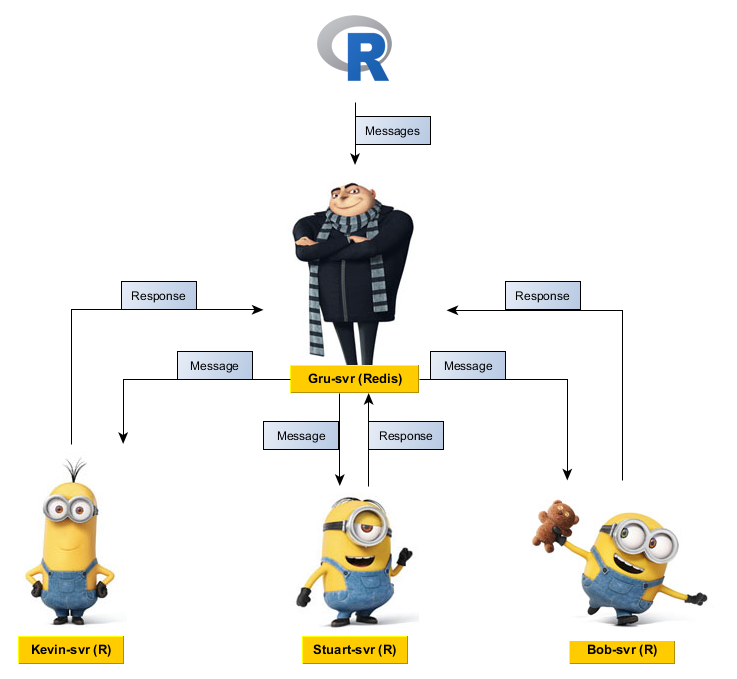 R
Messages
Response
Response
Message
Message
Gru-svr (Redis)
Message
Response
Kevin-svr (R)
Stuart-svr (R)
Bob-svr (R)